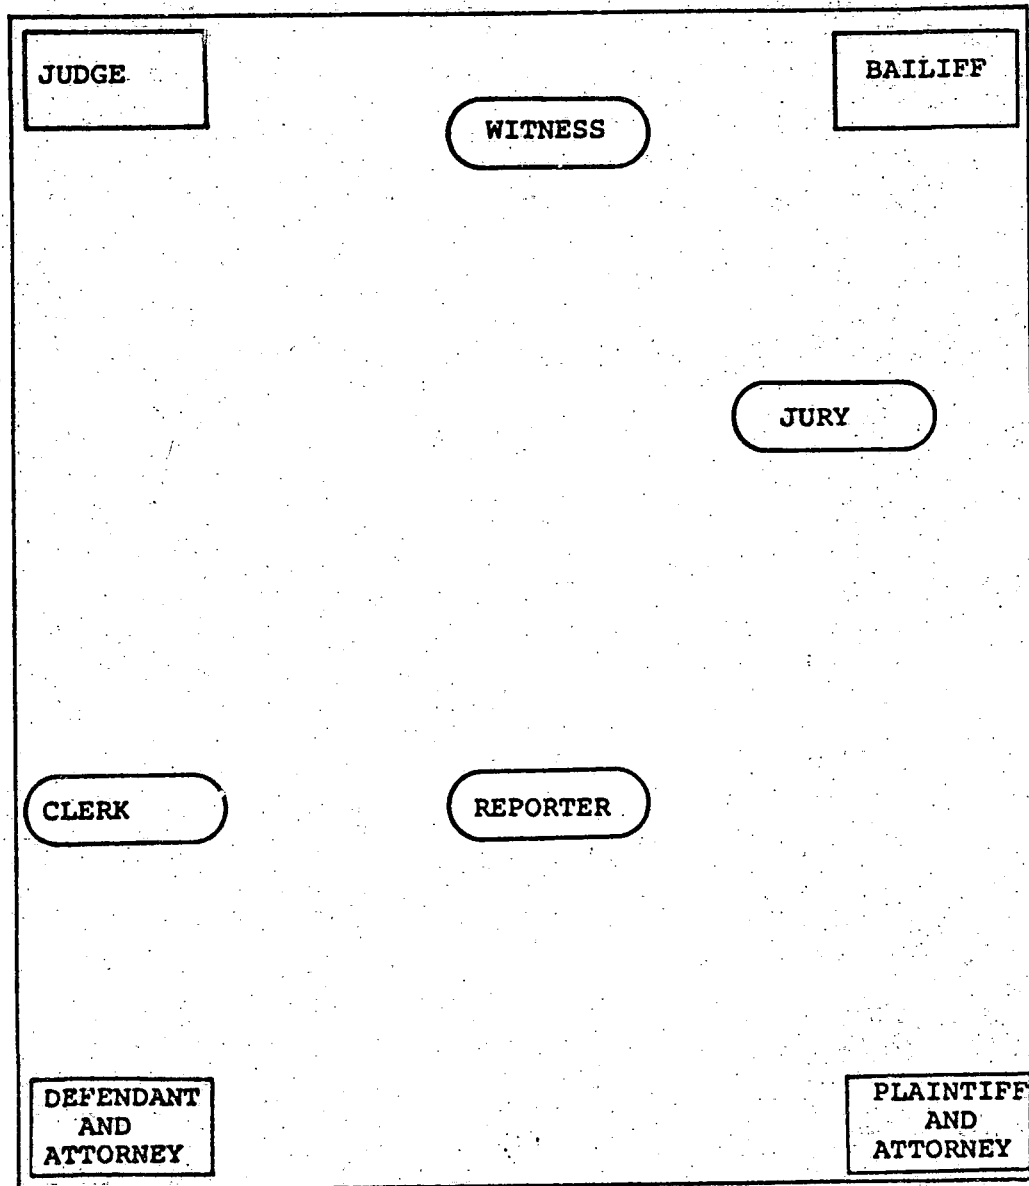 JUDGE
BAILIFF
WITNESS
JURY
CLERK
REPORTER
DEFENDANT
AND
ATTORNEY
PLAINTIFF
AND
ATTORNEY